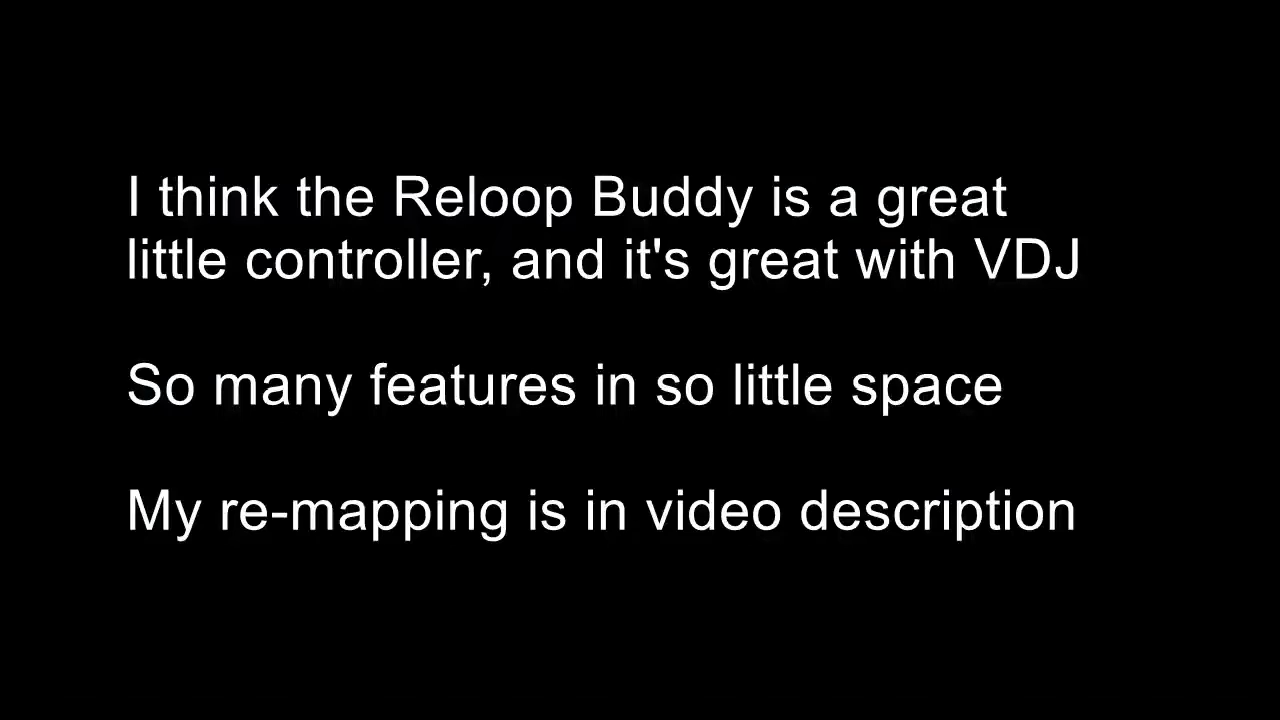 I think the Reloop Buddy is a great
little controller, and it's great with VDJ
So many features in so little space
My re-mapping is in video description